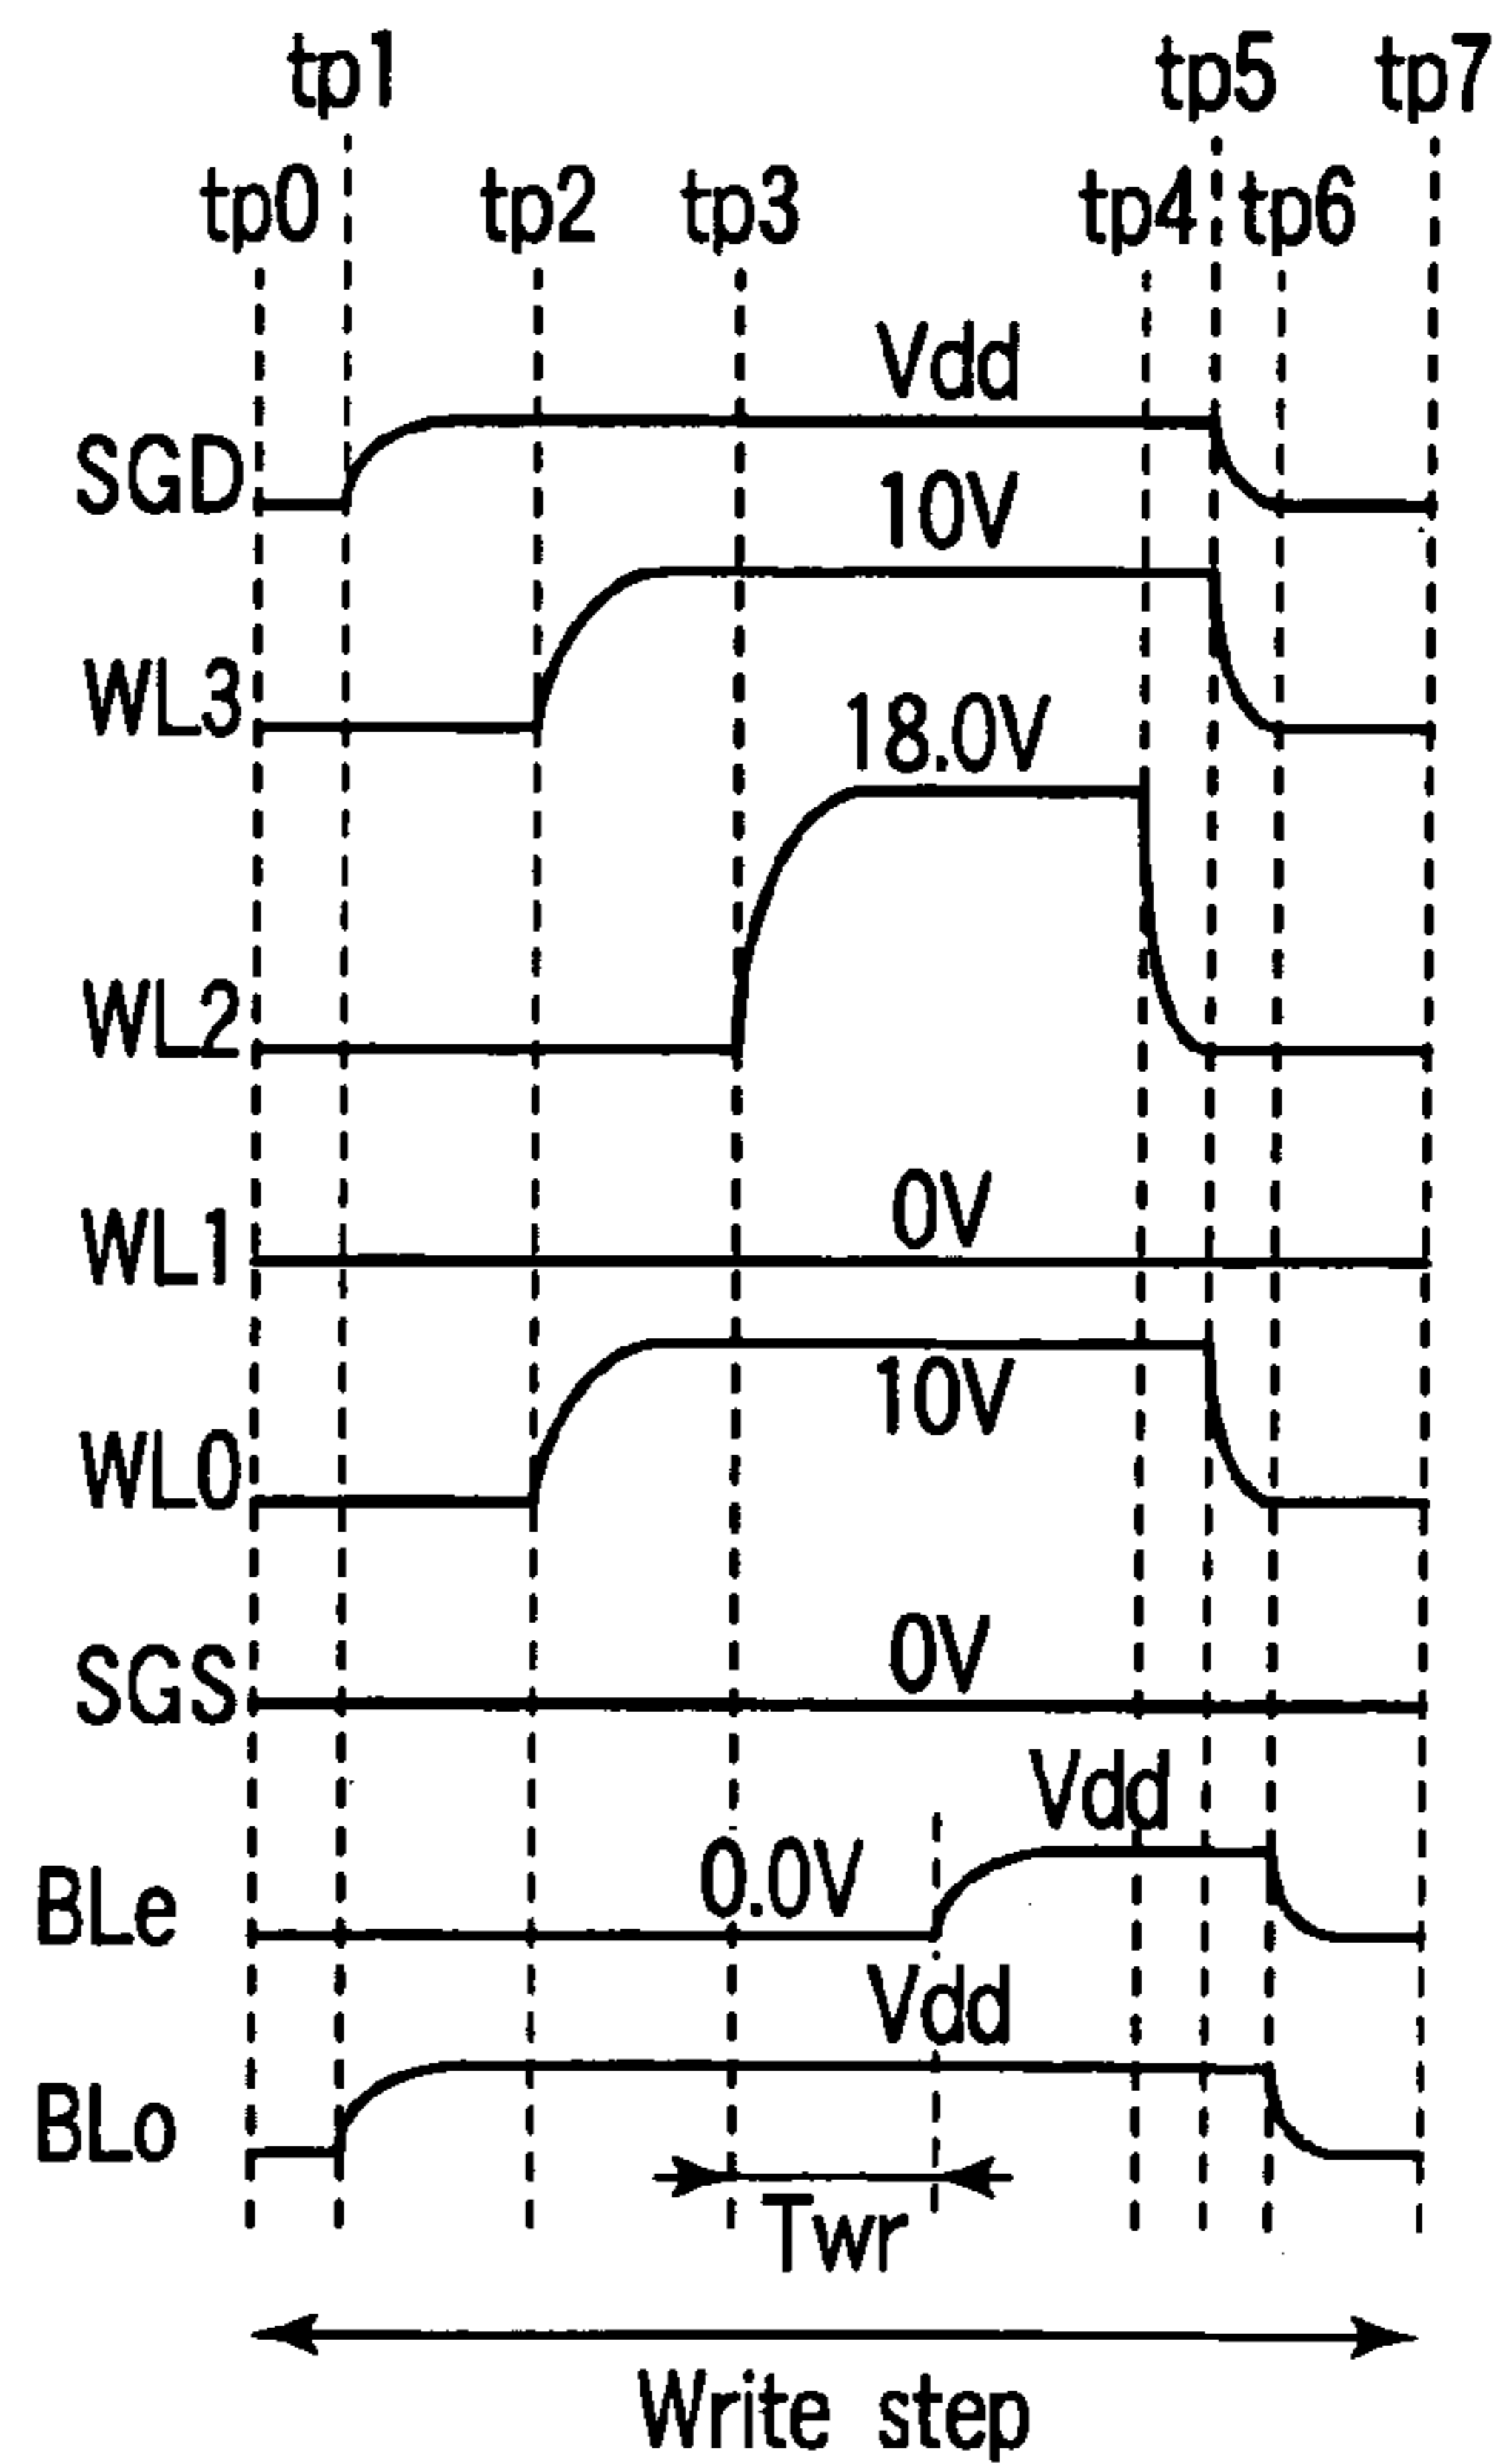 tp1 tp5 tp7
tp0 tp2 tp3 tp4 tp6
Vdd
SGD
10V
WL3
18.0V
WL2
0V
WL1
10V
WL0
0V
SGS
Vdd
0.0V
BLe
Vdd
BLo
Twr
Write step